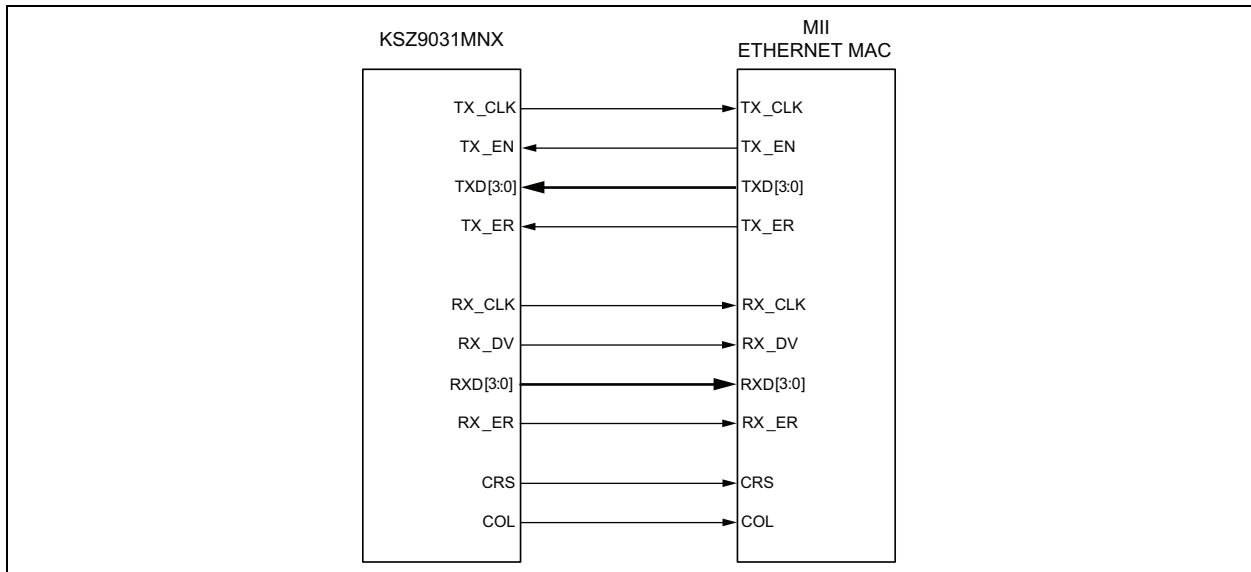 KSZ9031MNX
MII
ETHERNET MAC
TX_CLK TX_CLK
TX_EN TX_EN
TXD[3:0] TXD[3:0]
TX_ER TX_ER
RX_CLK RX_CLK
RX_DV RX_DV
RXD[3:0] RXD[3:0]
RX_ER RX_ER
CRS CRS
COL COL